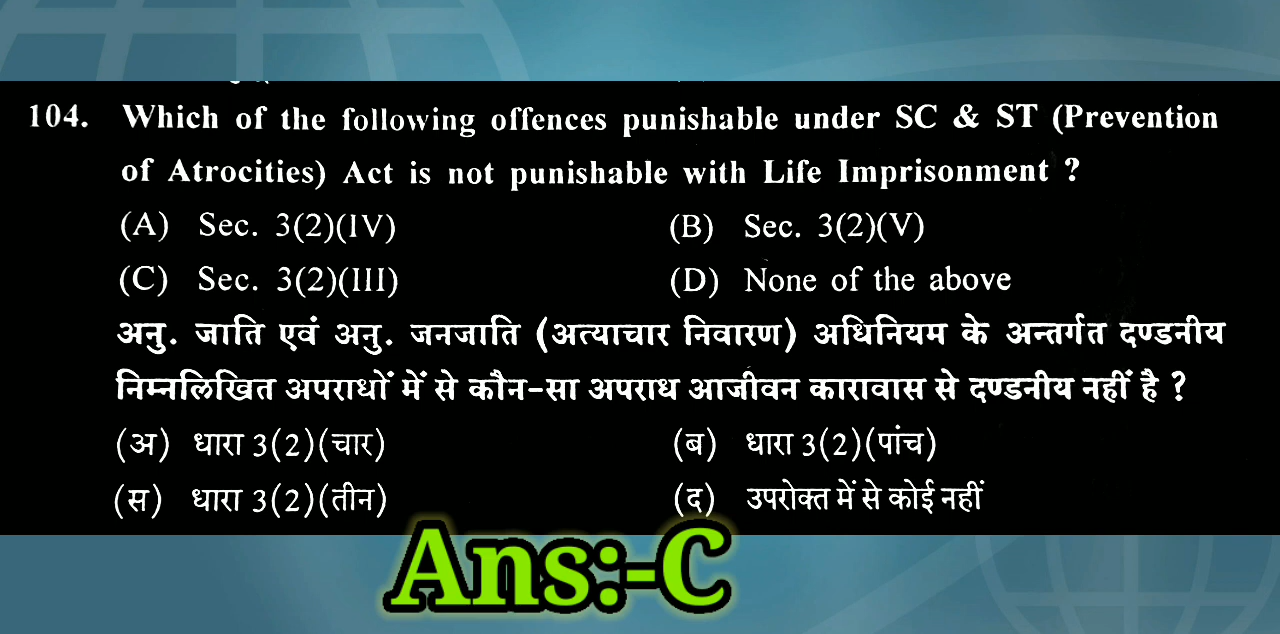 104. Which of the following offences punishable under SC & ST (Prevention
of Atrocities) Act is not punishable with Life Imprisonment ?
(A) Sec. 3(2)(IV) (B) Sec. 3(2)(V)
(C) Sec. 3(2)(III) (D) None of the above
अनु. जाति एवं अनु. जनजाति (अत्याचार निवारण) अधिनियम के अन्तर्गत दण्डनीय
निम्नलिखित अपराधों में से कौन-सा अपराध आजीवन कारावास से दण्डनीय नहीं है ?
(अ) धारा 3(2)(चार) (ब) धारा 3(2)(पांच)
(स) धारा 3(2)(तीन) (द) उपरोक्त में से कोई नहीं
Ans:-C